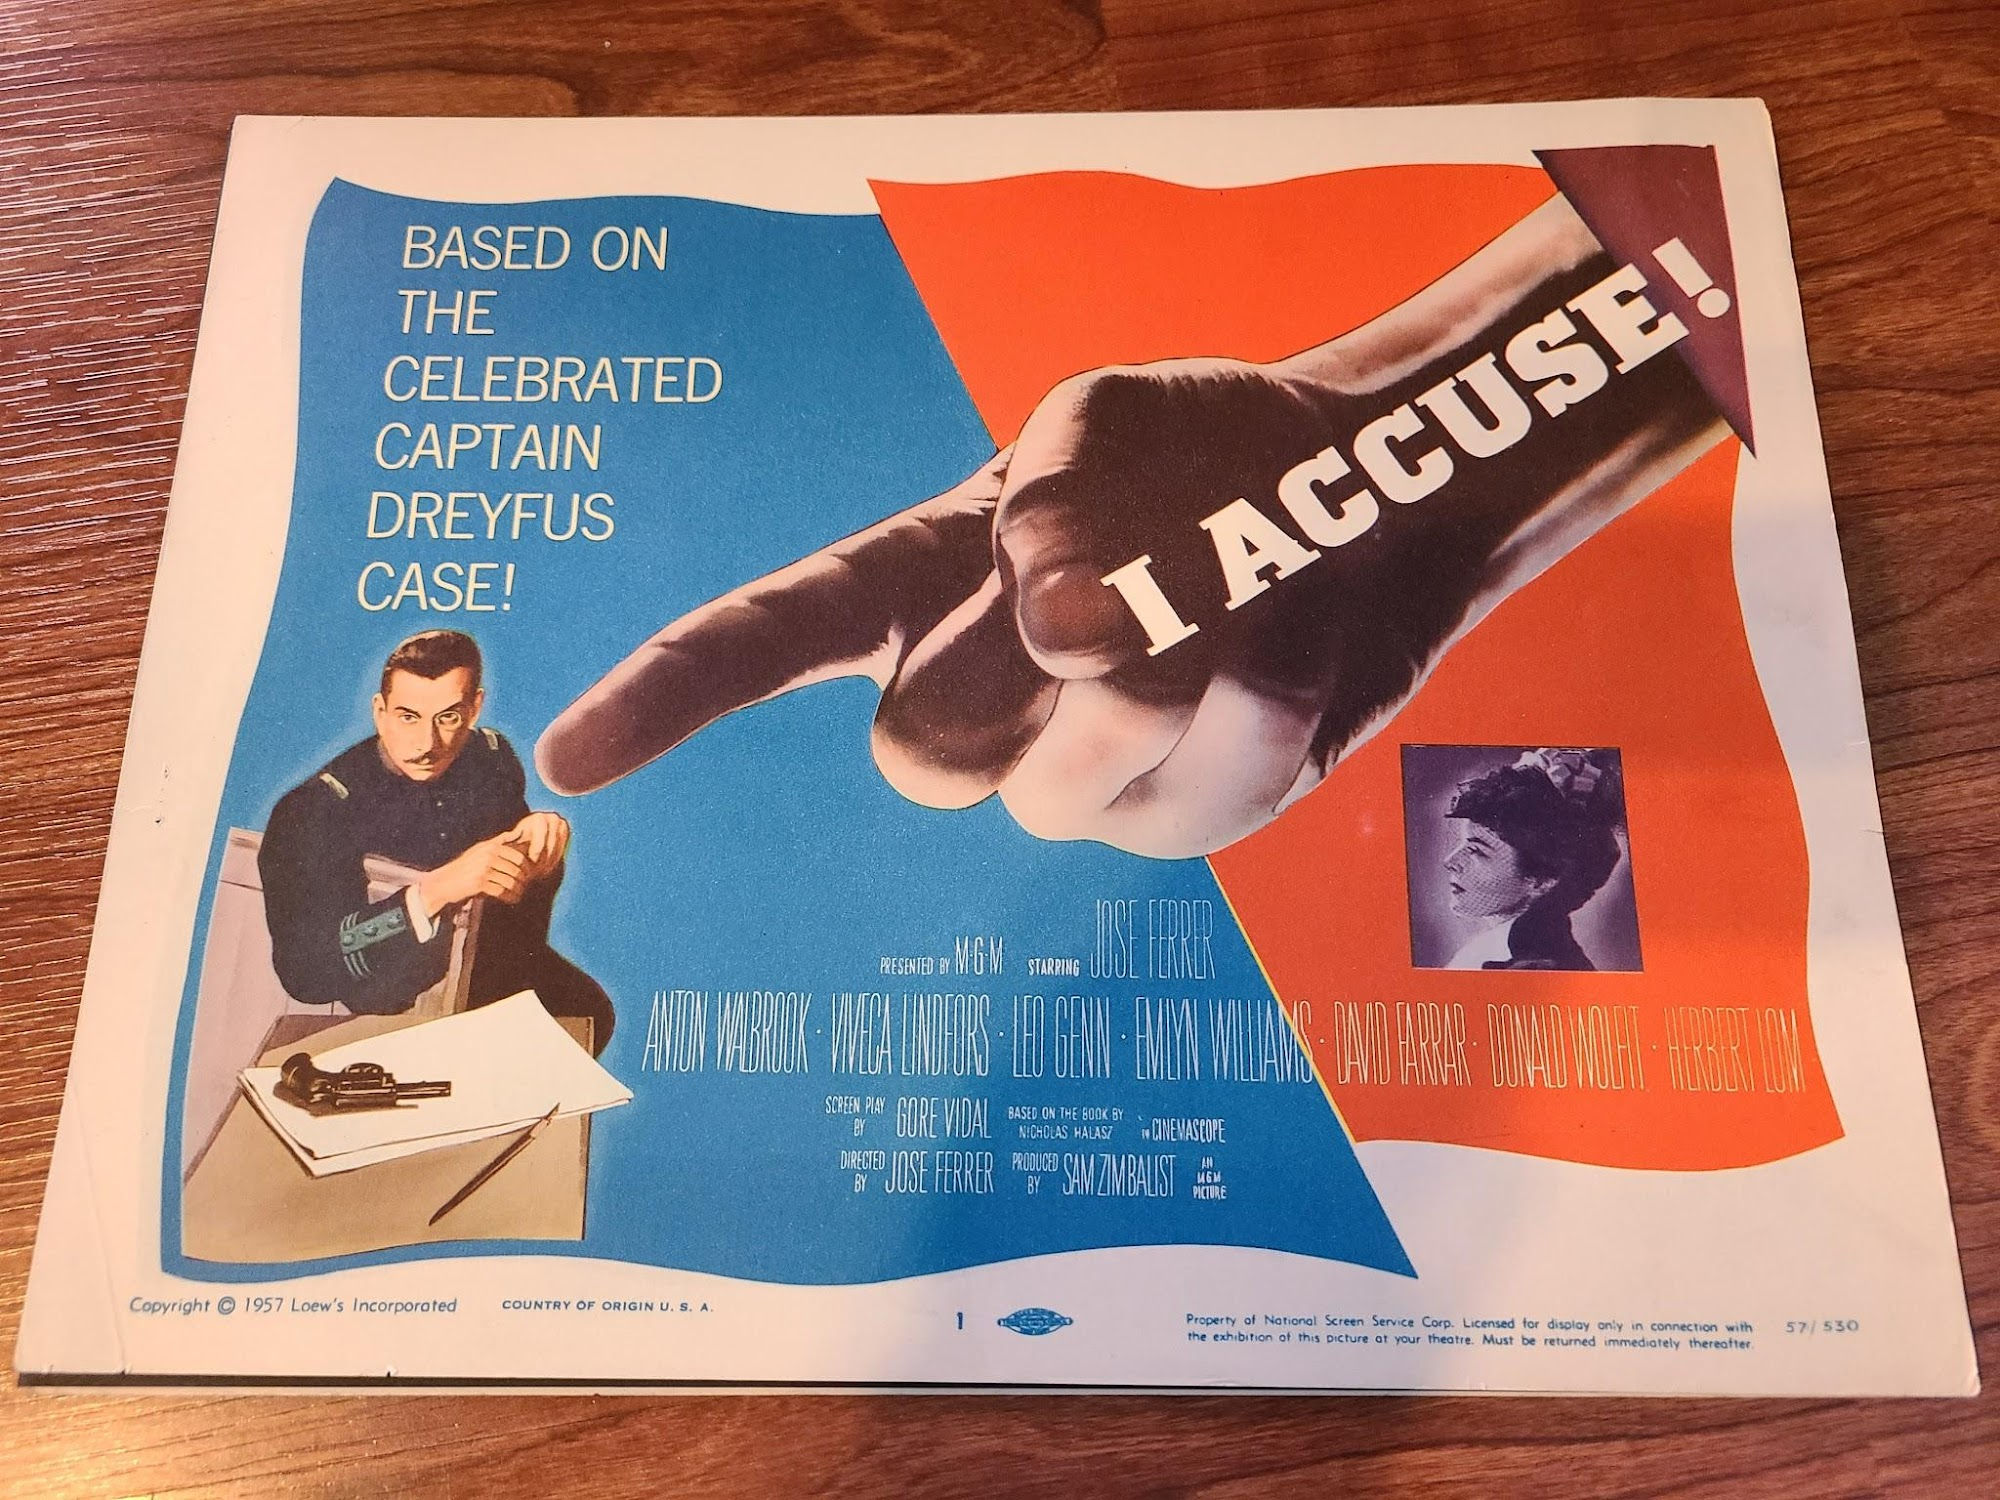 BASED ON
THE
CELEBRATED
CAPTAIN
DREYFUS
CASE!
I ACCUSE!
PRESENTED BY M-G-M STARRING JOSE FERRER
ANTON WALBROOK · VIVECA LINDFORS · LEO GENN · EMLYN WILLIAMS · DAVID FARRAR · DONALD WOLFIT · HERBERT LOM
SCREEN PLAY
BY GORE VIDAL
BASED ON THE BOOK BY
NICHOLAS HALASZ
IN CINEMASCOPE
DIRECTED
BY JOSE FERRER
PRODUCED
BY SAM ZIMBALIST
AN
M·G·M
PICTURE
Copyright © 1957 Loew's Incorporated
COUNTRY OF ORIGIN U. S. A.
1
Property of National Screen Service Corp. Licensed for display only in connection with
the exhibition of this picture at your theatre. Must be returned immediately thereafter.
57/530